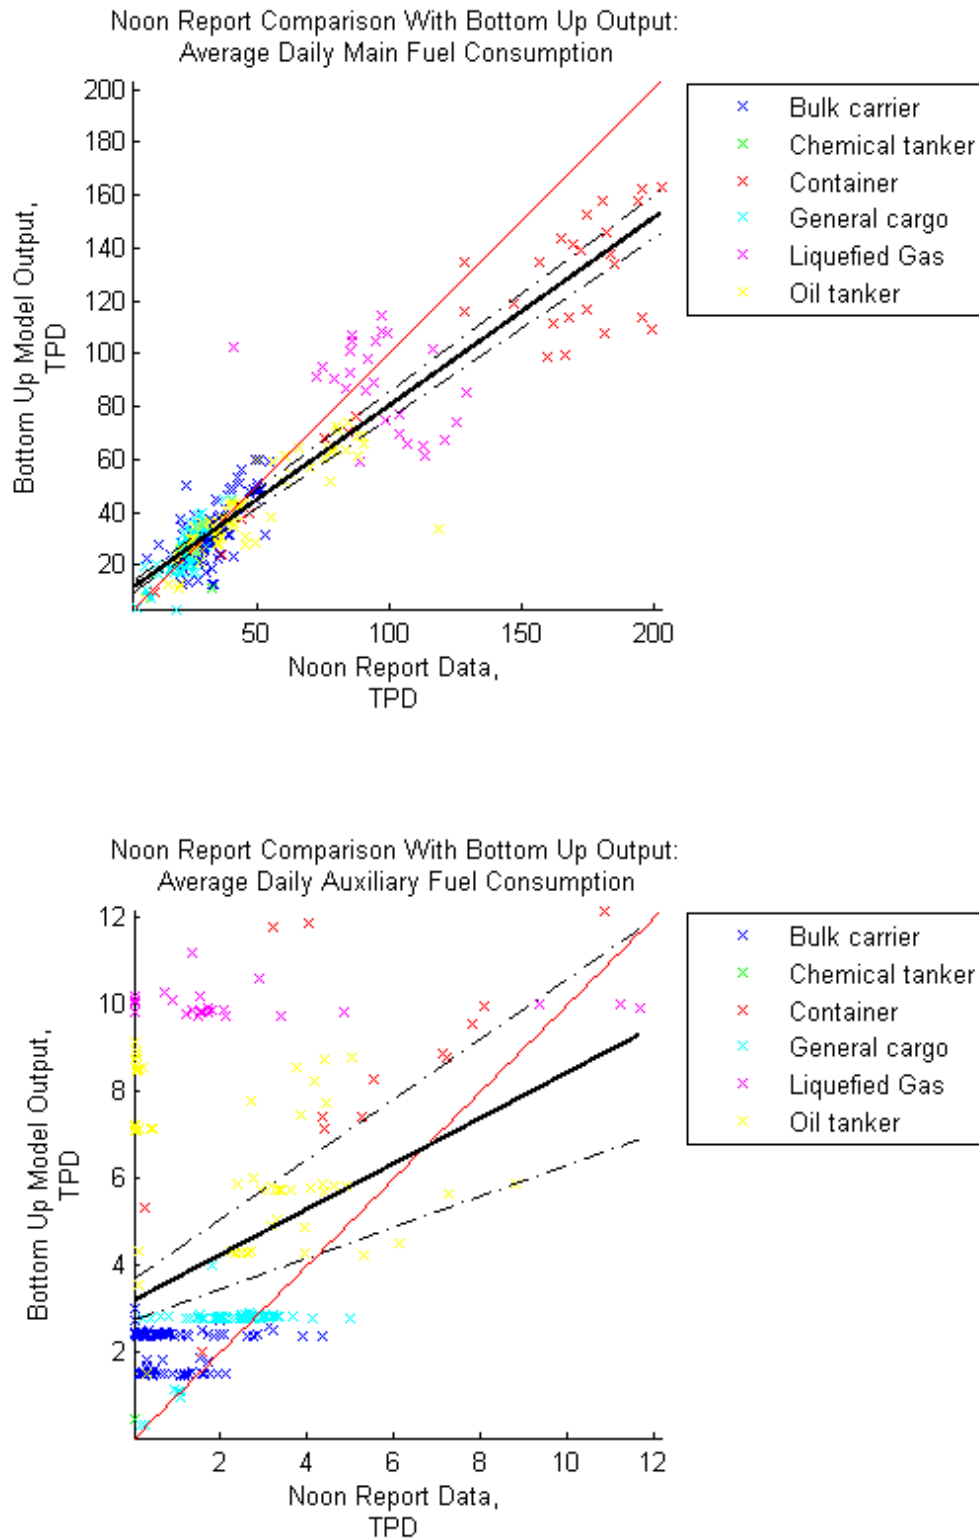 Noon Report Comparison With Bottom Up Output:
Average Daily Main Fuel Consumption
200
180
160
140
120
100
80
60
40
20
Bottom Up Model Output,
TPD
50
100
150
200
Noon Report Data,
TPD
Bulk carrier
Chemical tanker
Container
General cargo
Liquefied Gas
Oil tanker
Noon Report Comparison With Bottom Up Output:
Average Daily Auxiliary Fuel Consumption
12
10
8
6
4
2
Bottom Up Model Output,
TPD
2
4
6
8
10
12
Noon Report Data,
TPD
Bulk carrier
Chemical tanker
Container
General cargo
Liquefied Gas
Oil tanker